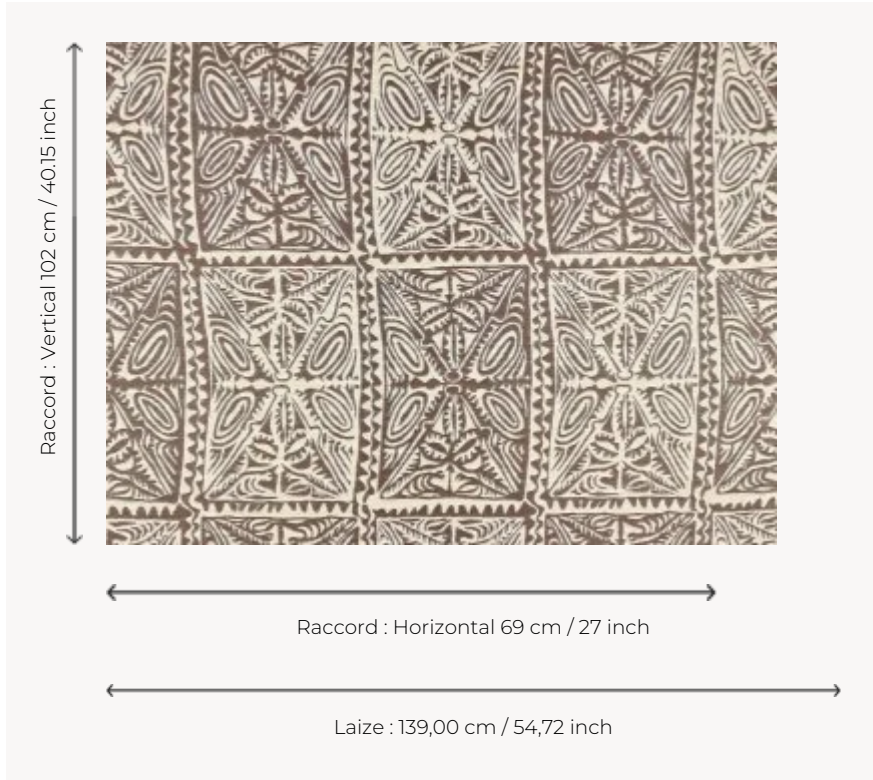 Raccord : Vertical 102 cm / 40.15 inch
Raccord : Horizontal 69 cm / 27 inch
Laize : 139,00 cm / 54,72 inch